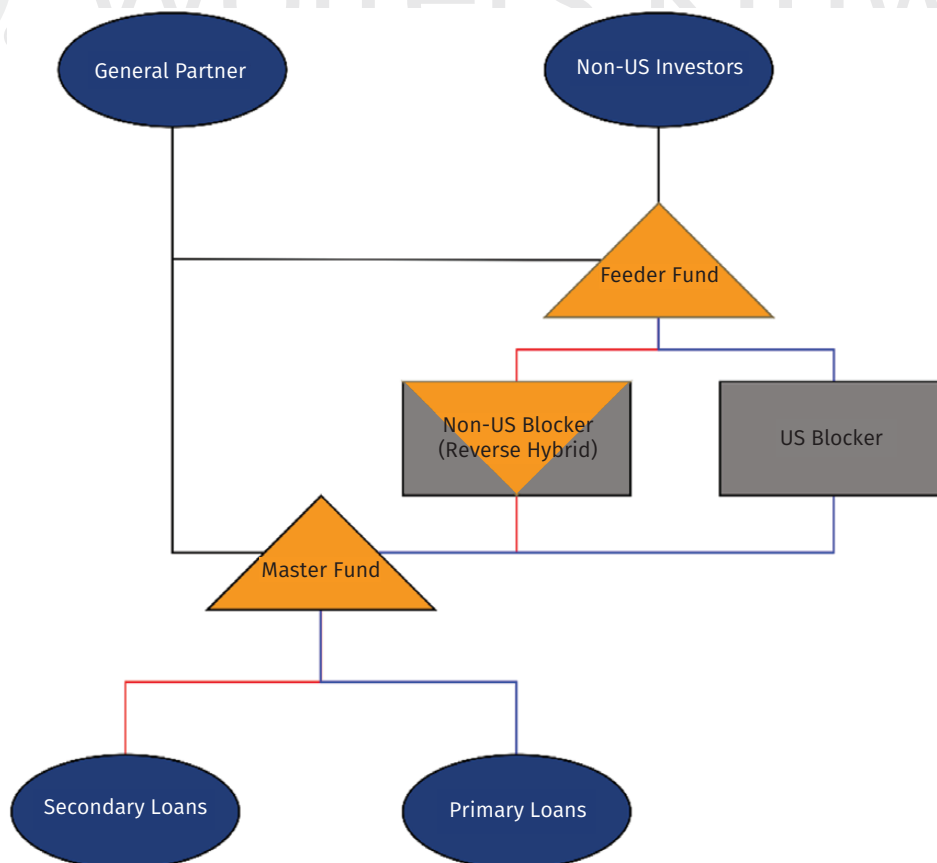 General Partner
Non-US Investors
Feeder Fund
Non-US Blocker
(Reverse Hybrid)
US Blocker
Master Fund
Secondary Loans
Primary Loans